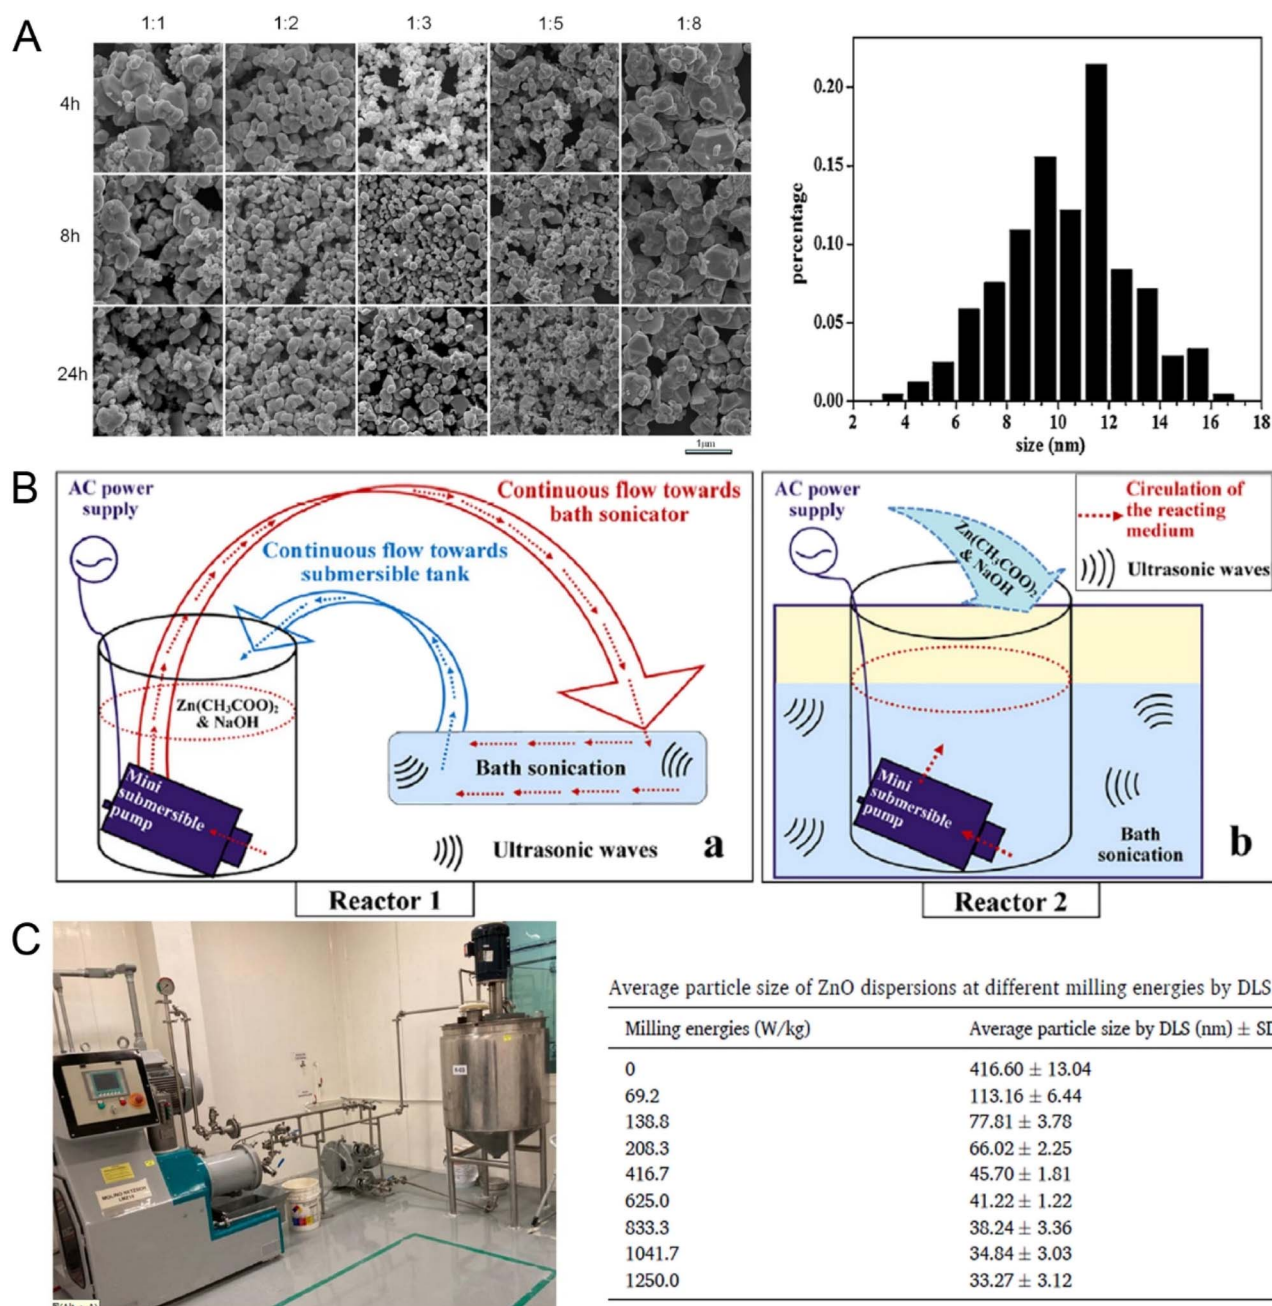 A
1:1 1:2 1:3 1:5 1:8
4h
8h
24h
1μm
percentage
0.20
0.15
0.10
0.05
0.00
2 4 6 8 10 12 14 16 18
size (nm)
B
AC power
supply
Continuous flow towards
bath sonicator
Continuous flow towards
submersible tank
Zn(CH₃COO)₂
& NaOH
Mini
submersible
pump
Bath sonication
Ultrasonic waves
a
Reactor 1
AC power
supply
Zn(CH₃COO)₂
& NaOH
Circulation of
the reacting
medium
Ultrasonic waves
Mini
submersible
pump
Bath
sonication
b
Reactor 2
C
MOLINO NETZSCH
Average particle size of ZnO dispersions at different milling energies by DLS
Milling energies (W/kg) Average particle size by DLS (nm) ± SD
0 416.60 ± 13.04
69.2 113.16 ± 6.44
138.8 77.81 ± 3.78
208.3 66.02 ± 2.25
416.7 45.70 ± 1.81
625.0 41.22 ± 1.22
833.3 38.24 ± 3.36
1041.7 34.84 ± 3.03
1250.0 33.27 ± 3.12